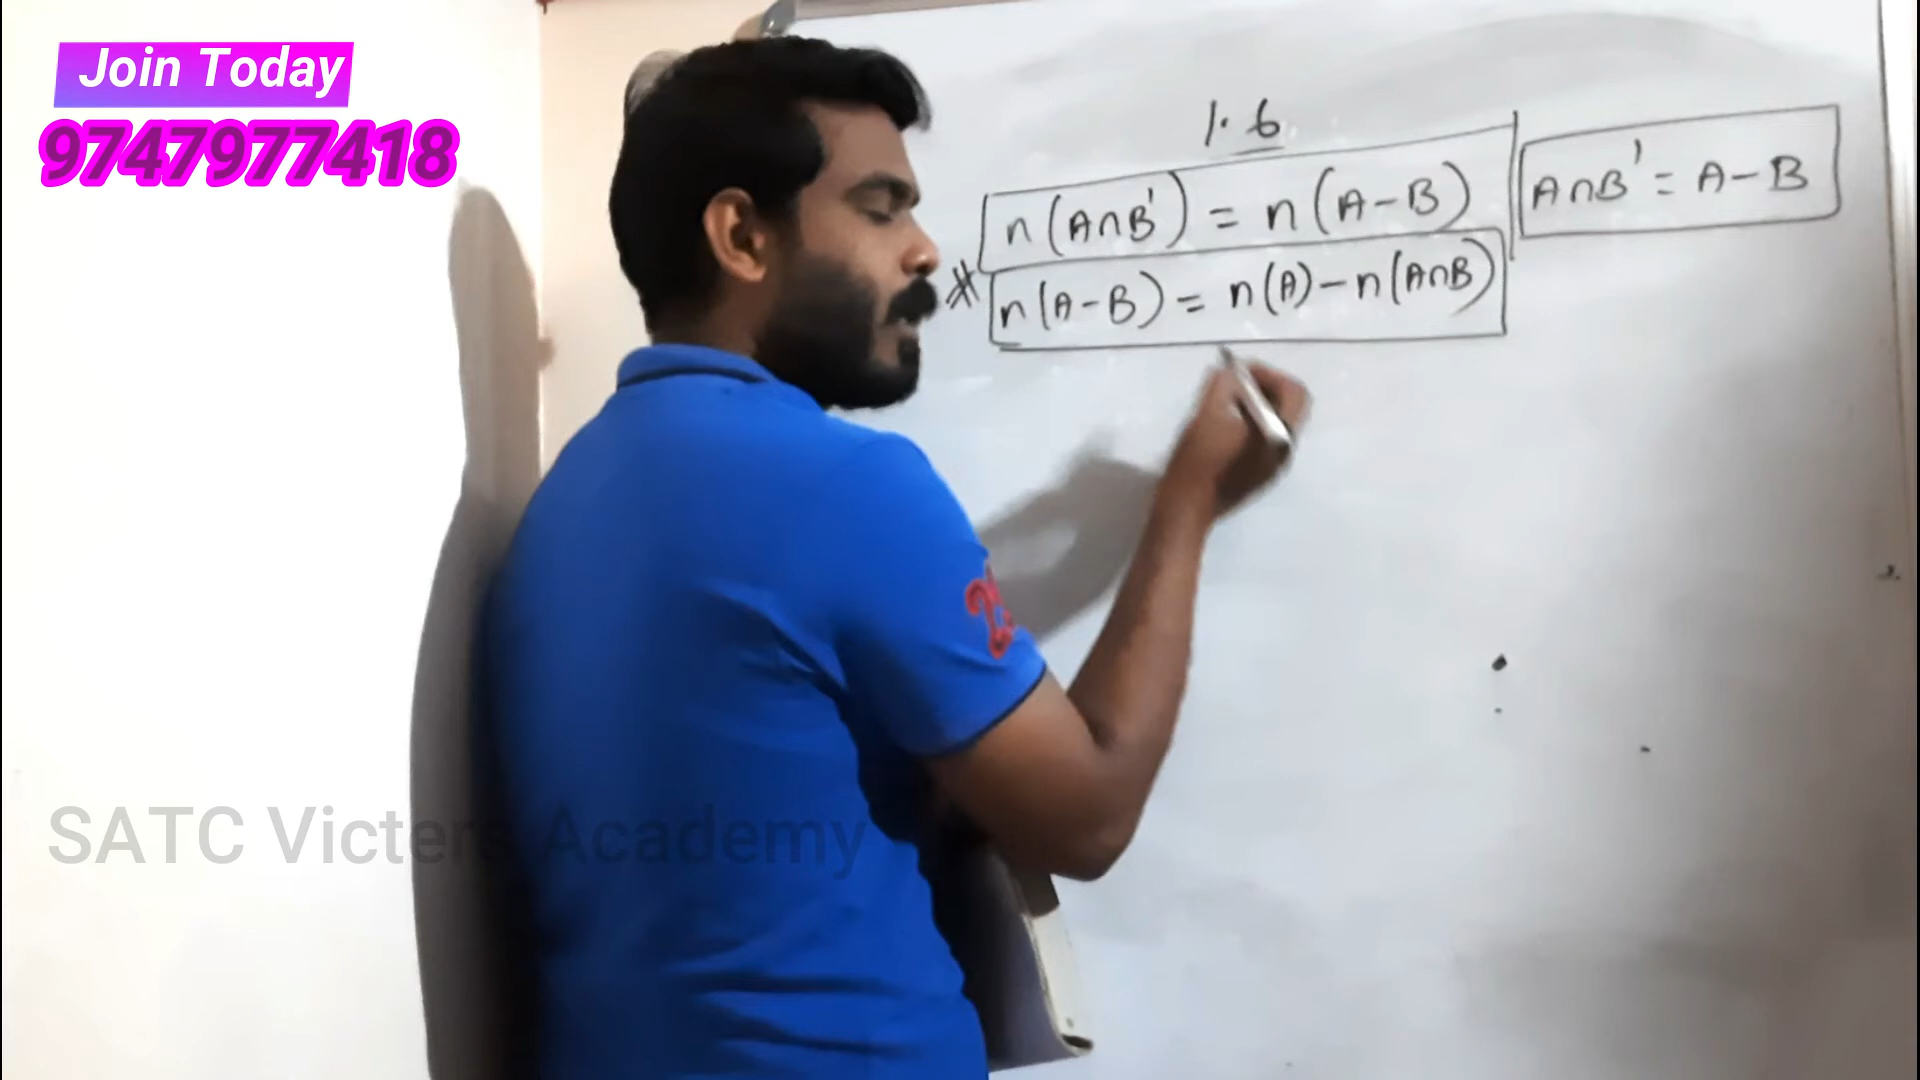 Join Today
9747977418
1.6
n(A∩B') = n(A-B)
A∩B' = A-B
* n(A-B) = n(A)-n(A∩B)
SATC Victers Academy